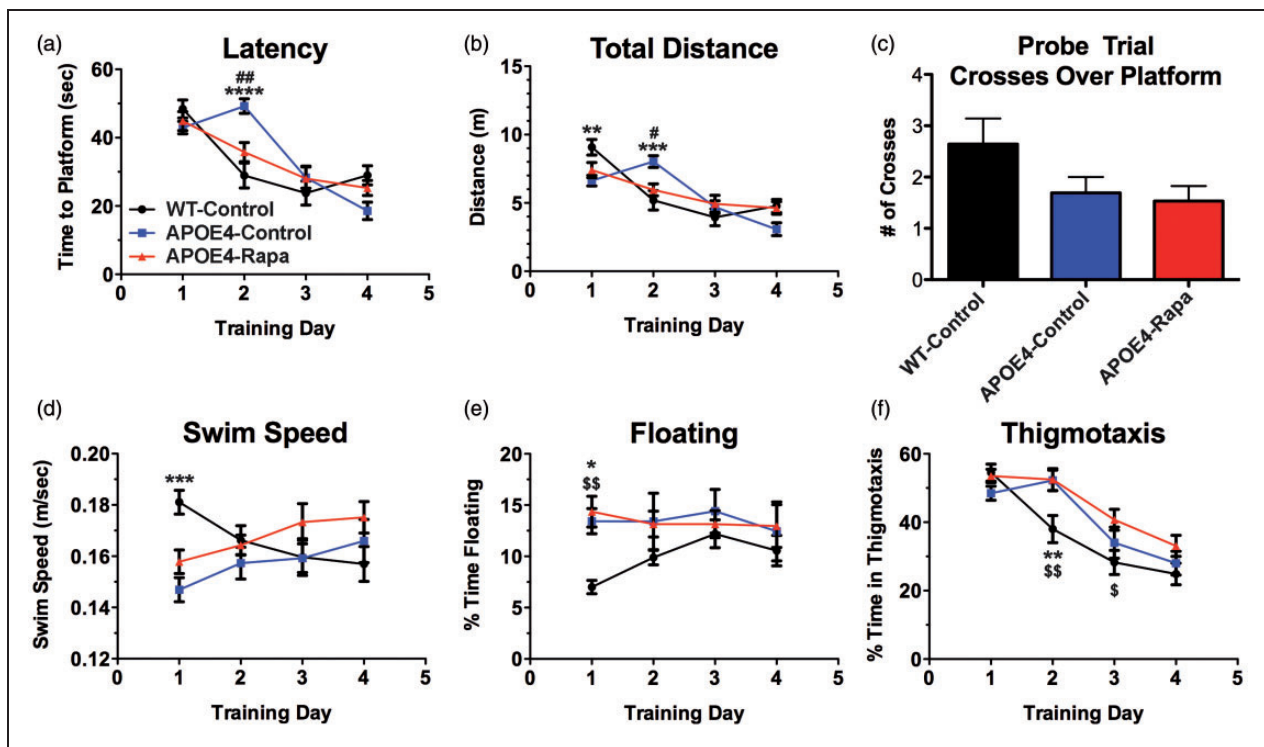 (a)
Latency
##
****
60
40
20
0
Time to Platform (sec)
WT-Control
APOE4-Control
APOE4-Rapa
0 1 2 3 4 5
Training Day
(b)
Total Distance
**
#
***
15
10
5
0
Distance (m)
0 1 2 3 4 5
Training Day
(c)
Probe Trial
Crosses Over Platform
4
3
2
1
0
# of Crosses
WT-Control
APOE4-Control
APOE4-Rapa
(d)
Swim Speed
***
0.20
0.18
0.16
0.14
0.12
Swim Speed (m/sec)
0 1 2 3 4 5
Training Day
(e)
Floating
*
$$
20
15
10
5
0
% Time Floating
0 1 2 3 4 5
Training Day
(f)
Thigmotaxis
**
$$
$
60
40
20
0
% Time in Thigmotaxis
0 1 2 3 4 5
Training Day